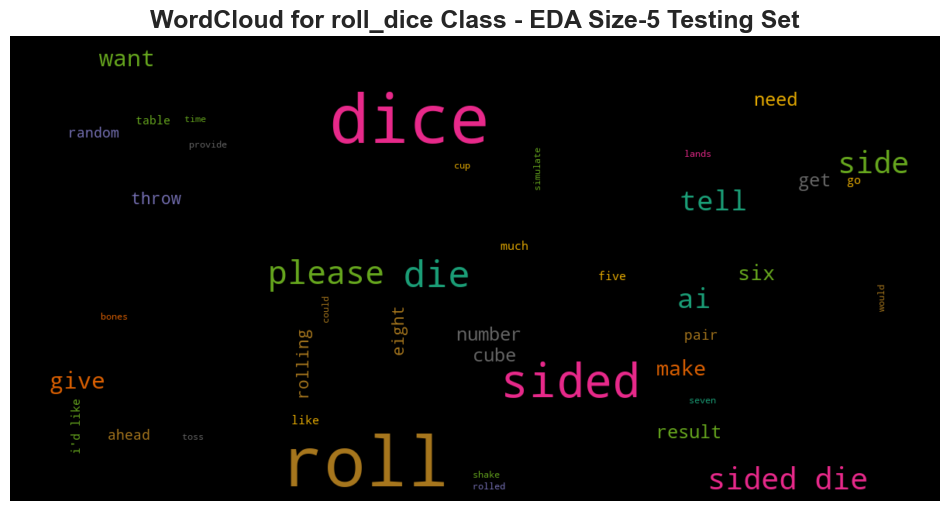 WordCloud for roll_dice Class - EDA Size-5 Testing Set
want
dice
need
table
time
random
provide
lands
cup
simulate
side
get
go
throw
tell
much
please
die
five
six
ai
could
would
bones
eight
number
pair
rolling
cube
sided
make
give
seven
i'd like
like
ahead
toss
result
roll
shake
rolled
sided die